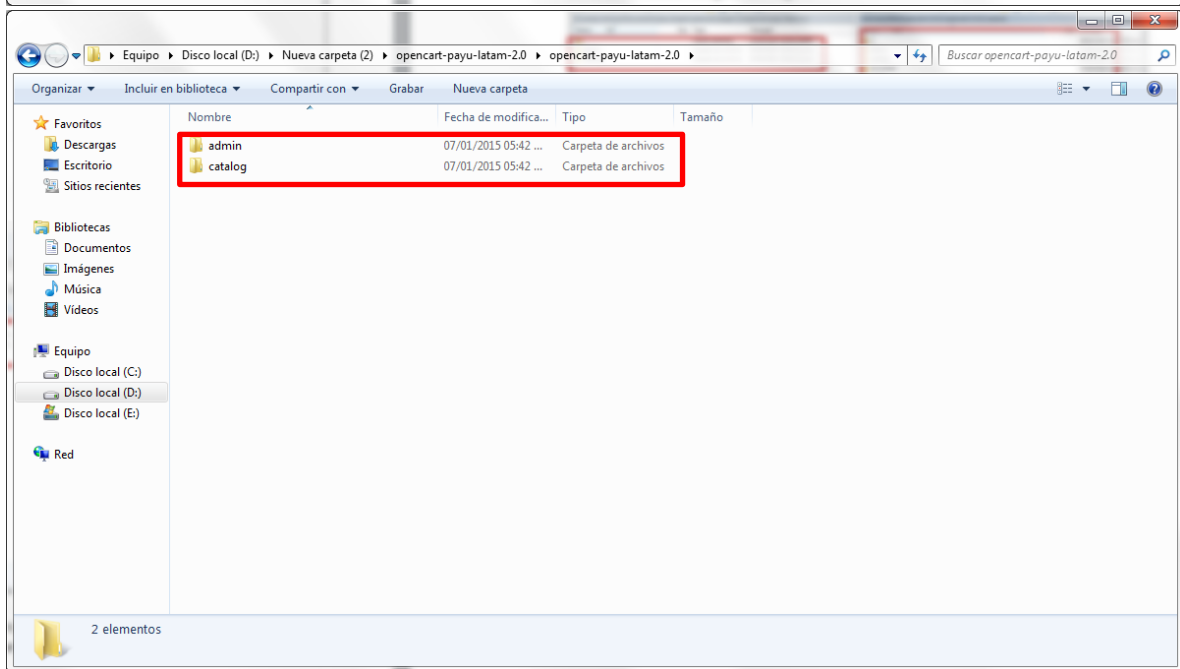 Equipo Disco local (D:) Nueva carpeta (2) opencart-payu-latam-2.0 opencart-payu-latam-2.0 Buscar opencart-payu-latam-2.0
Organizar Incluir en biblioteca Compartir con Grabar Nueva carpeta
Nombre Fecha de modifica... Tipo Tamaño
admin 07/01/2015 05:42 ... Carpeta de archivos
catalog 07/01/2015 05:42 ... Carpeta de archivos
Favoritos
Descargas
Escritorio
Sitios recientes
Bibliotecas
Documentos
Imágenes
Música
Vídeos
Equipo
Disco local (C:)
Disco local (D:)
Disco local (E:)
Red
2 elementos